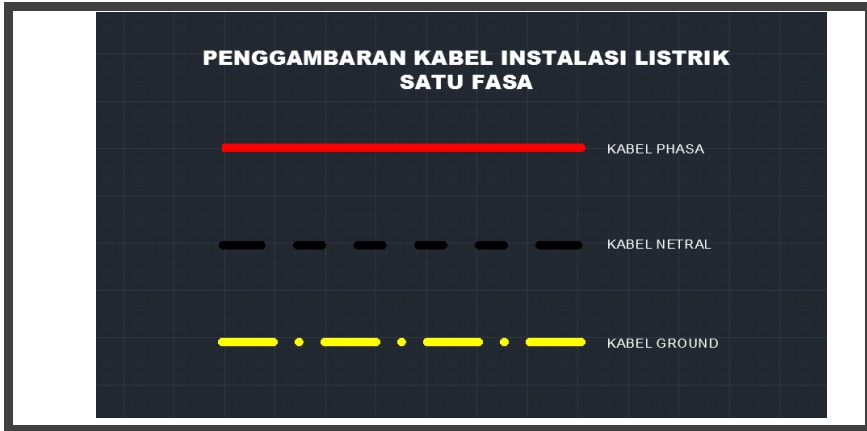 PENGGAMBARAN KABEL INSTALASI LISTRIK
SATU FASA
KABEL PHASA
KABEL NETRAL
KABEL GROUND